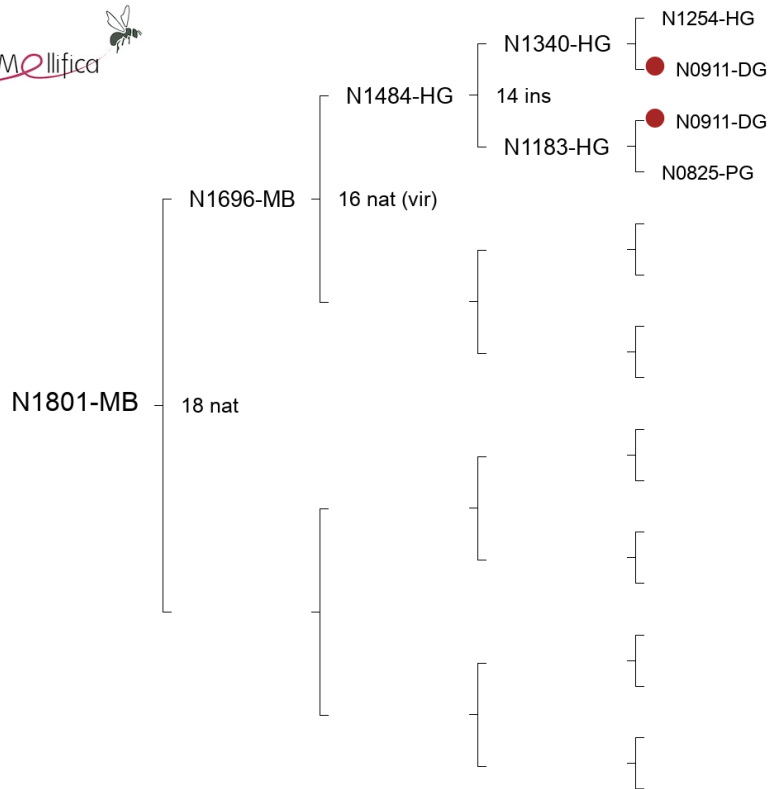 Mellifica
N1254-HG
N1340-HG
N0911-DG
N1484-HG
14 ins
N0911-DG
N1183-HG
N0825-PG
N1696-MB
16 nat (vir)
N1801-MB
18 nat